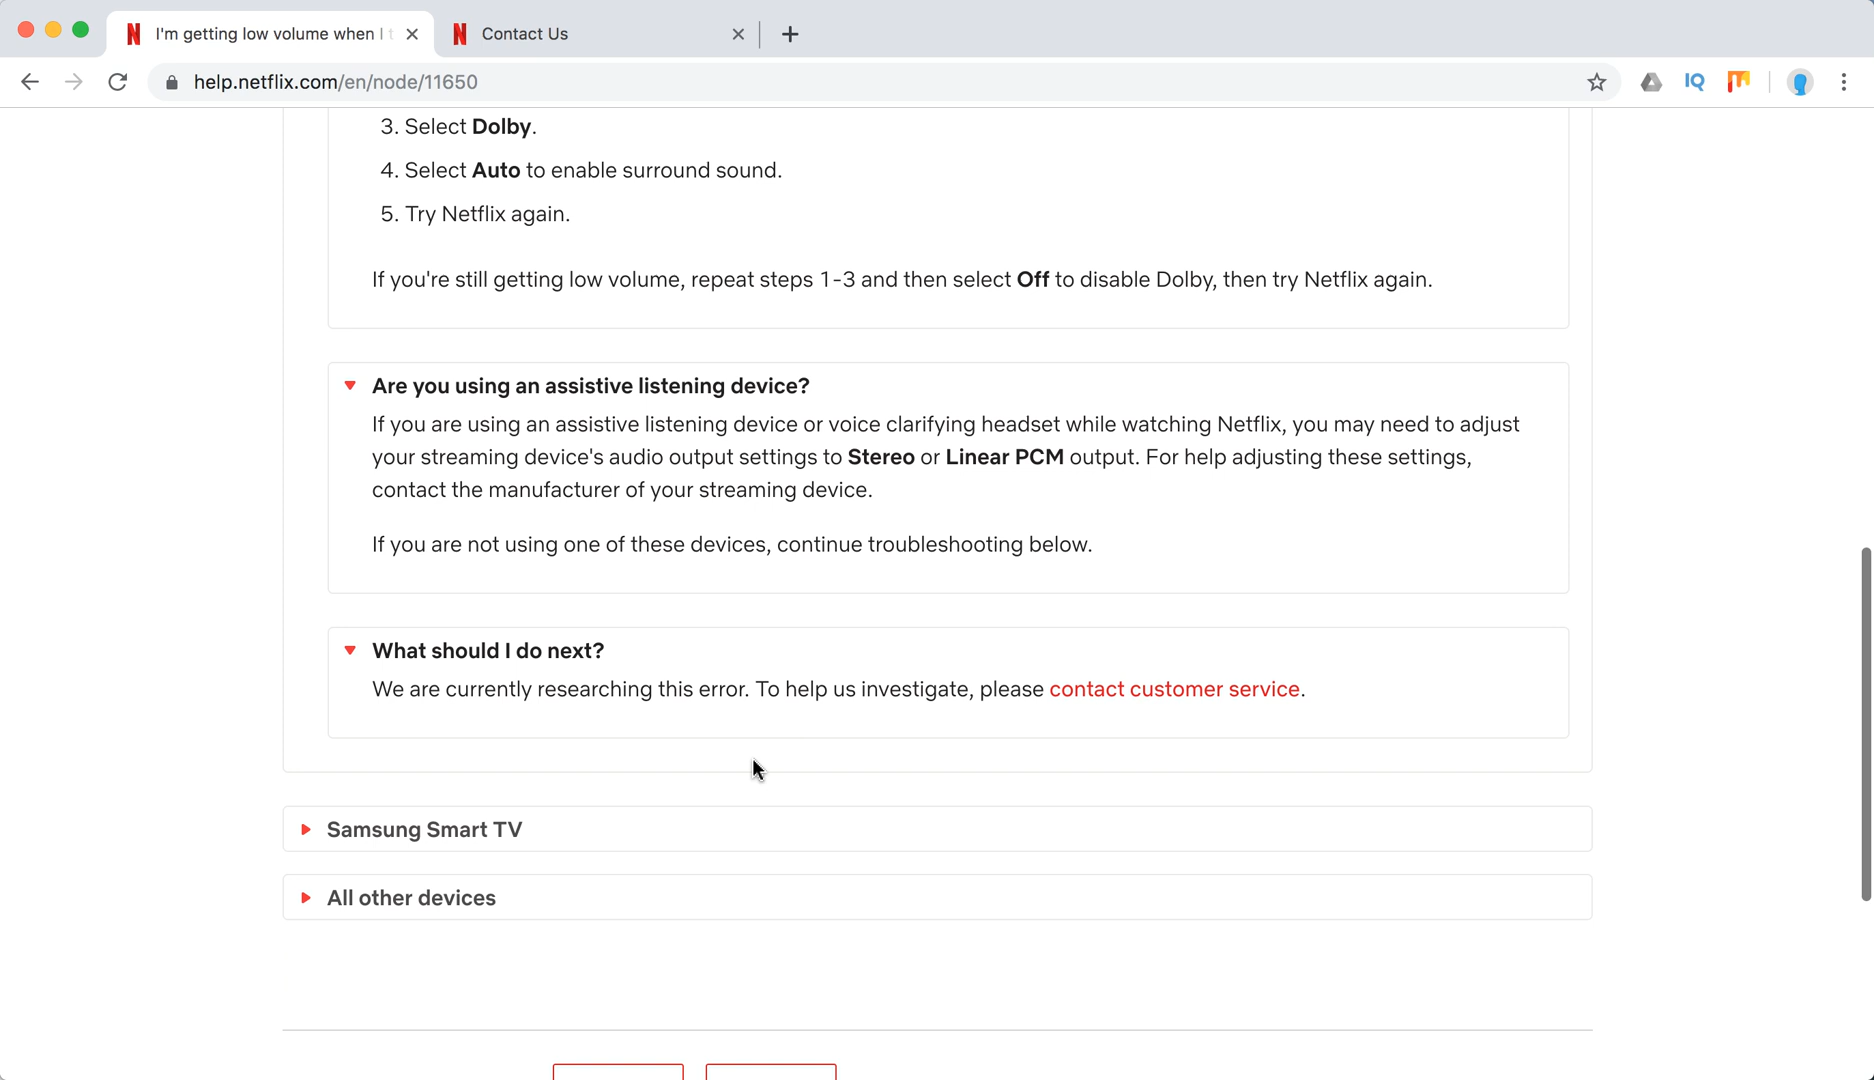 I'm getting low volume when I t
Contact Us
help.netflix.com/en/node/11650
IQ
3. Select Dolby.
4. Select Auto to enable surround sound.
5. Try Netflix again.
If you're still getting low volume, repeat steps 1-3 and then select Off to disable Dolby, then try Netflix again.
Are you using an assistive listening device?
If you are using an assistive listening device or voice clarifying headset while watching Netflix, you may need to adjust
your streaming device's audio output settings to Stereo or Linear PCM output. For help adjusting these settings,
contact the manufacturer of your streaming device.
If you are not using one of these devices, continue troubleshooting below.
What should I do next?
We are currently researching this error. To help us investigate, please contact customer service.
Samsung Smart TV
All other devices